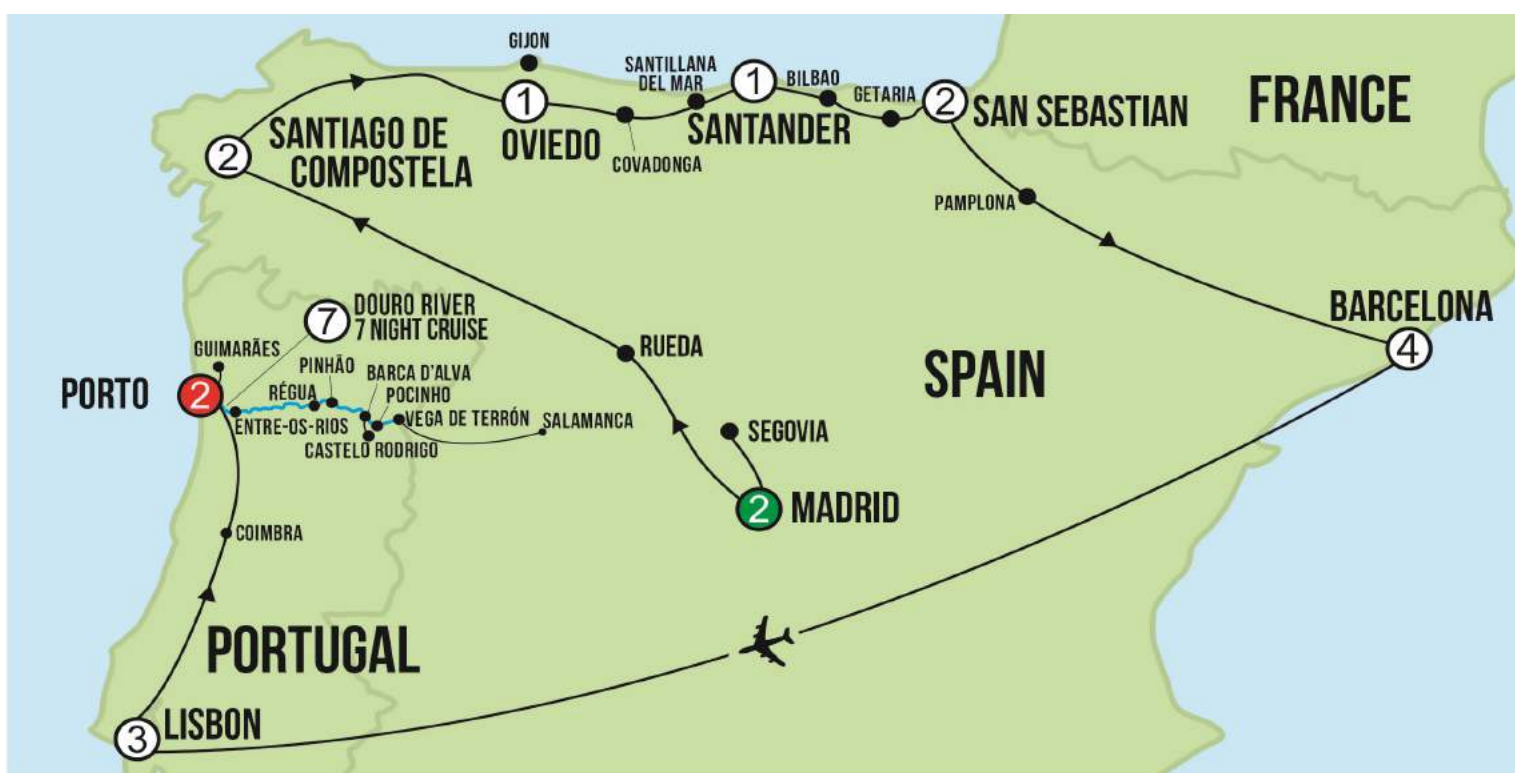 GIJON
SANTILLANA
DEL MAR
1
BILBAO
GETARIA
2
SAN SEBASTIAN
FRANCE
1
OVIEDO
SANTANDER
SANTIAGO DE
COMPOSTELA
2
COVADONGA
PAMPLONA
BARCELONA
4
7
DOURO RIVER
7 NIGHT CRUISE
GUIMARÃES
PINHÃO
RUEDA
SPAIN
PORTO
2
RÉGUA
BARCA D'ALVA
POCINHO
ENTRE-OS-RIOS
VEGA DE TERRÓN
SALAMANCA
CASTELO RODRIGO
SEGOVIA
2
MADRID
COIMBRA
PORTUGAL
3
LISBON